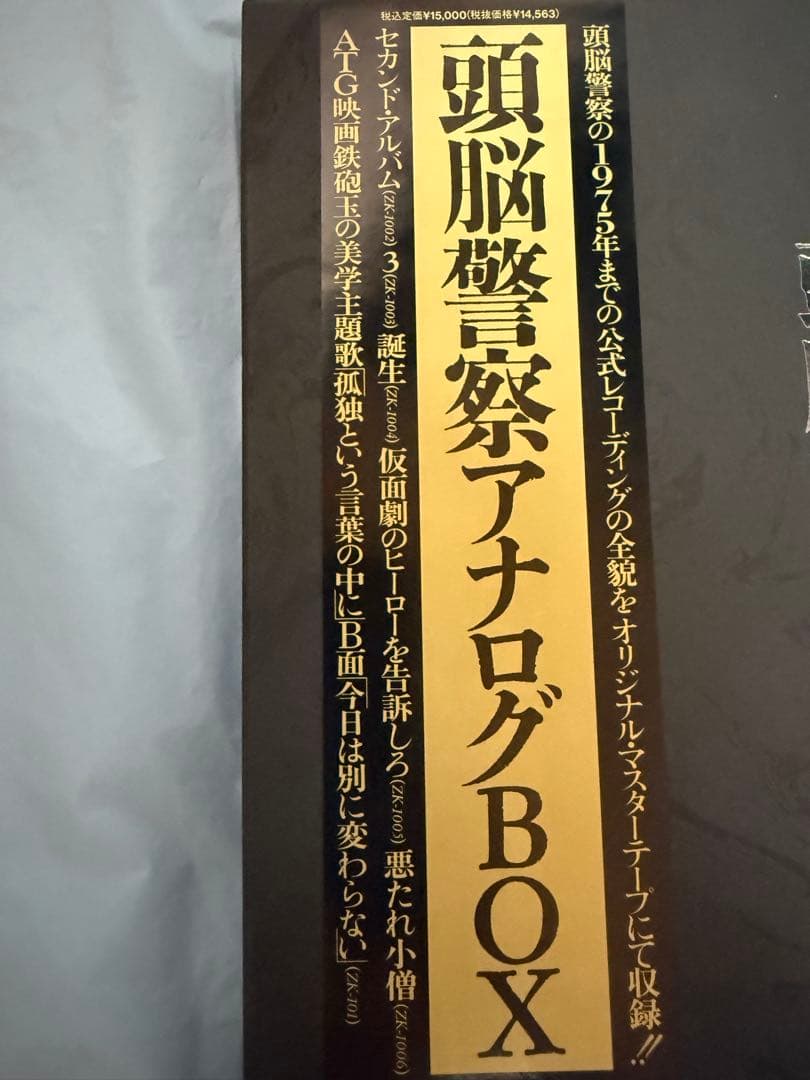 税込定価¥15,000(税抜価格¥14,563)
頭脳警察の1975年までの公式レコーディングの全貌をオリジナル・マスターテープにて収録!!
頭脳警察アナログBOX
セカンド・アルバム(ZK-1002) 3(ZK-1003) 誕生(ZK-1004) 仮面劇のヒーローを告訴しろ(ZK-1005) 悪たれ小僧(ZK-1006)
ATG映画鉄砲玉の美学主題歌「孤独という言葉の中に」B面「今日は別に変わらない」(ZK-101)